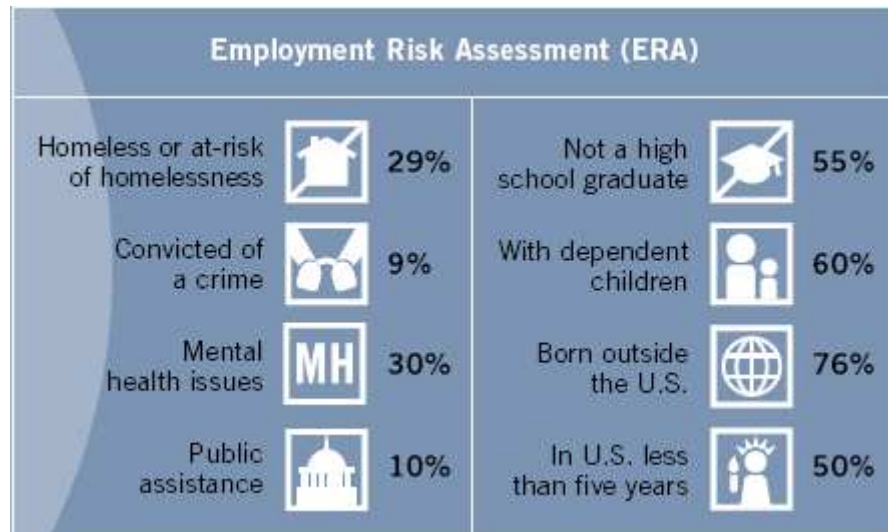 Employment Risk Assessment (ERA)
Homeless or at-risk
of homelessness
29%
Convicted of
a crime
9%
Mental
health issues
MH
30%
Public
assistance
10%
Not a high
school graduate
55%
With dependent
children
60%
Born outside
the U.S.
76%
In U.S. less
than five years
50%